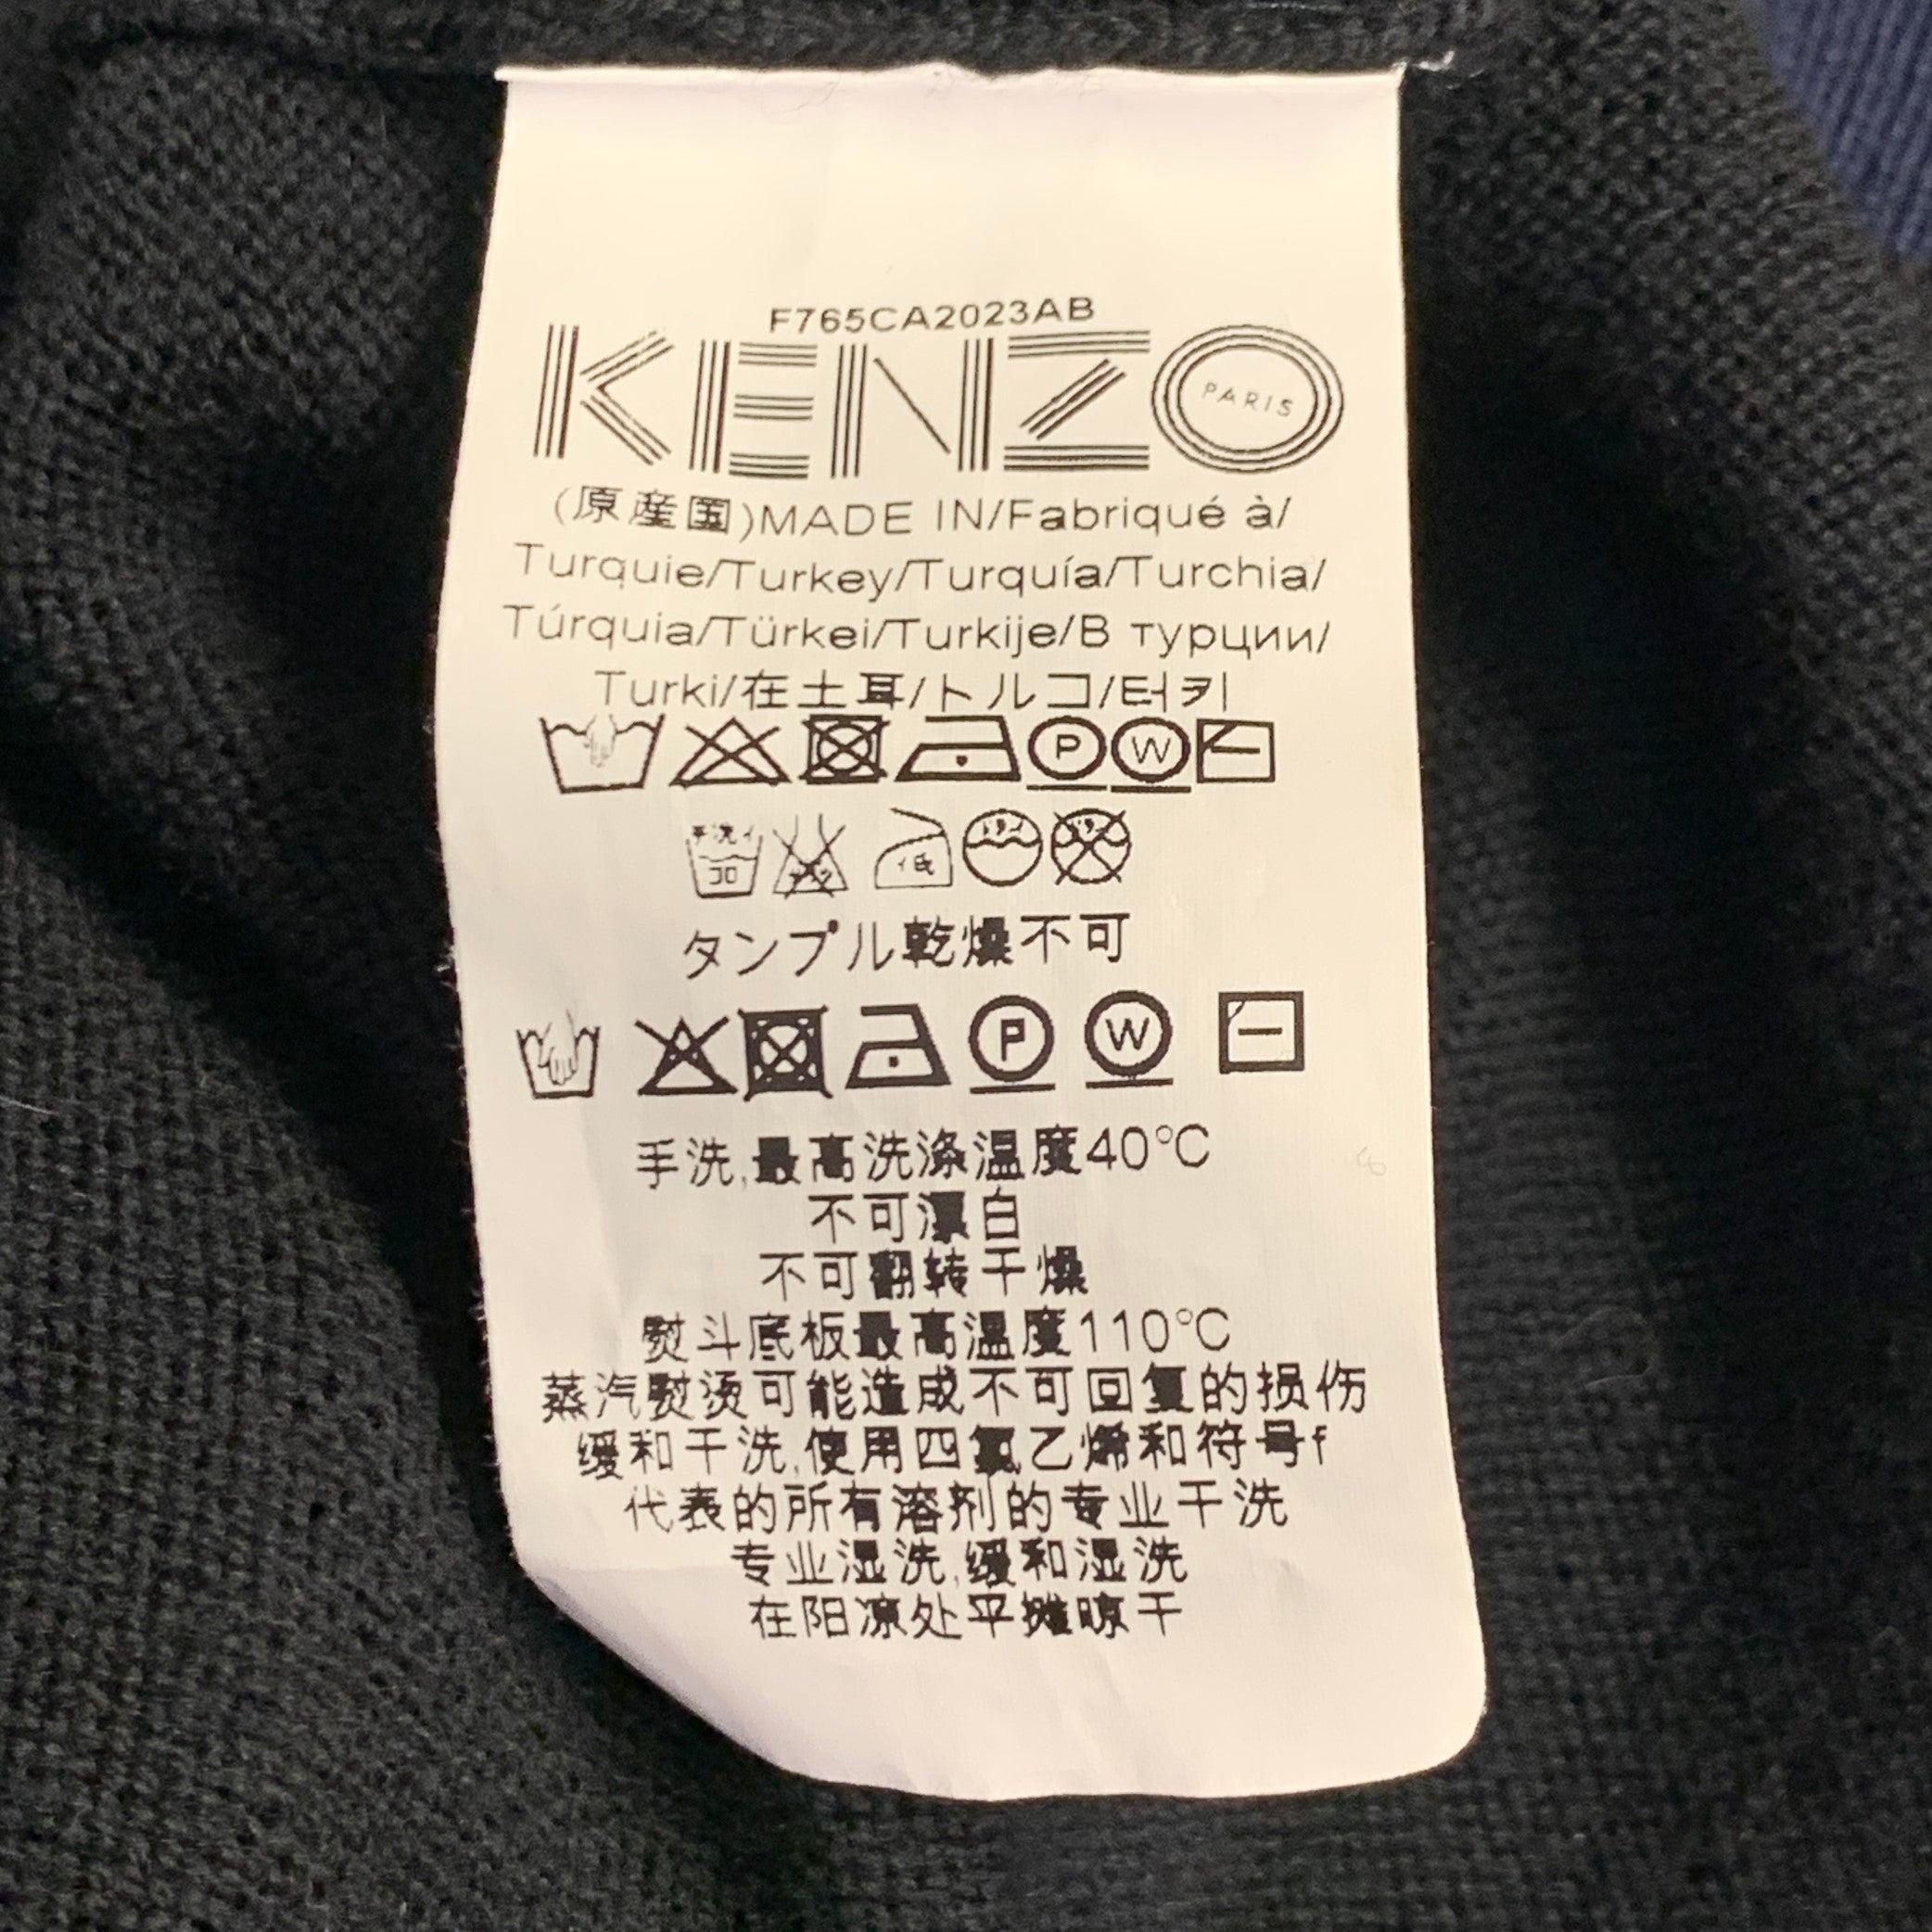 F765CA2023AB
KENZO
PARIS
(原産国)MADE IN/Fabriqué à/
Turquie/Turkey/Turquía/Turchia/
Túrquia/Türkei/Turkije/В турции/
Turki/在土耳/トルコ/터키
P W
手洗イ
低
タンブル乾燥不可
P W
手洗,最高洗涤温度40°C
不可漂白
不可翻转干燥
熨斗底板最高温度110°C
蒸汽熨烫可能造成不可回复的损伤
缓和干洗,使用四氯乙烯和符号f
代表的所有溶剂的专业干洗
专业湿洗,缓和湿洗
在阳凉处平摊晾干